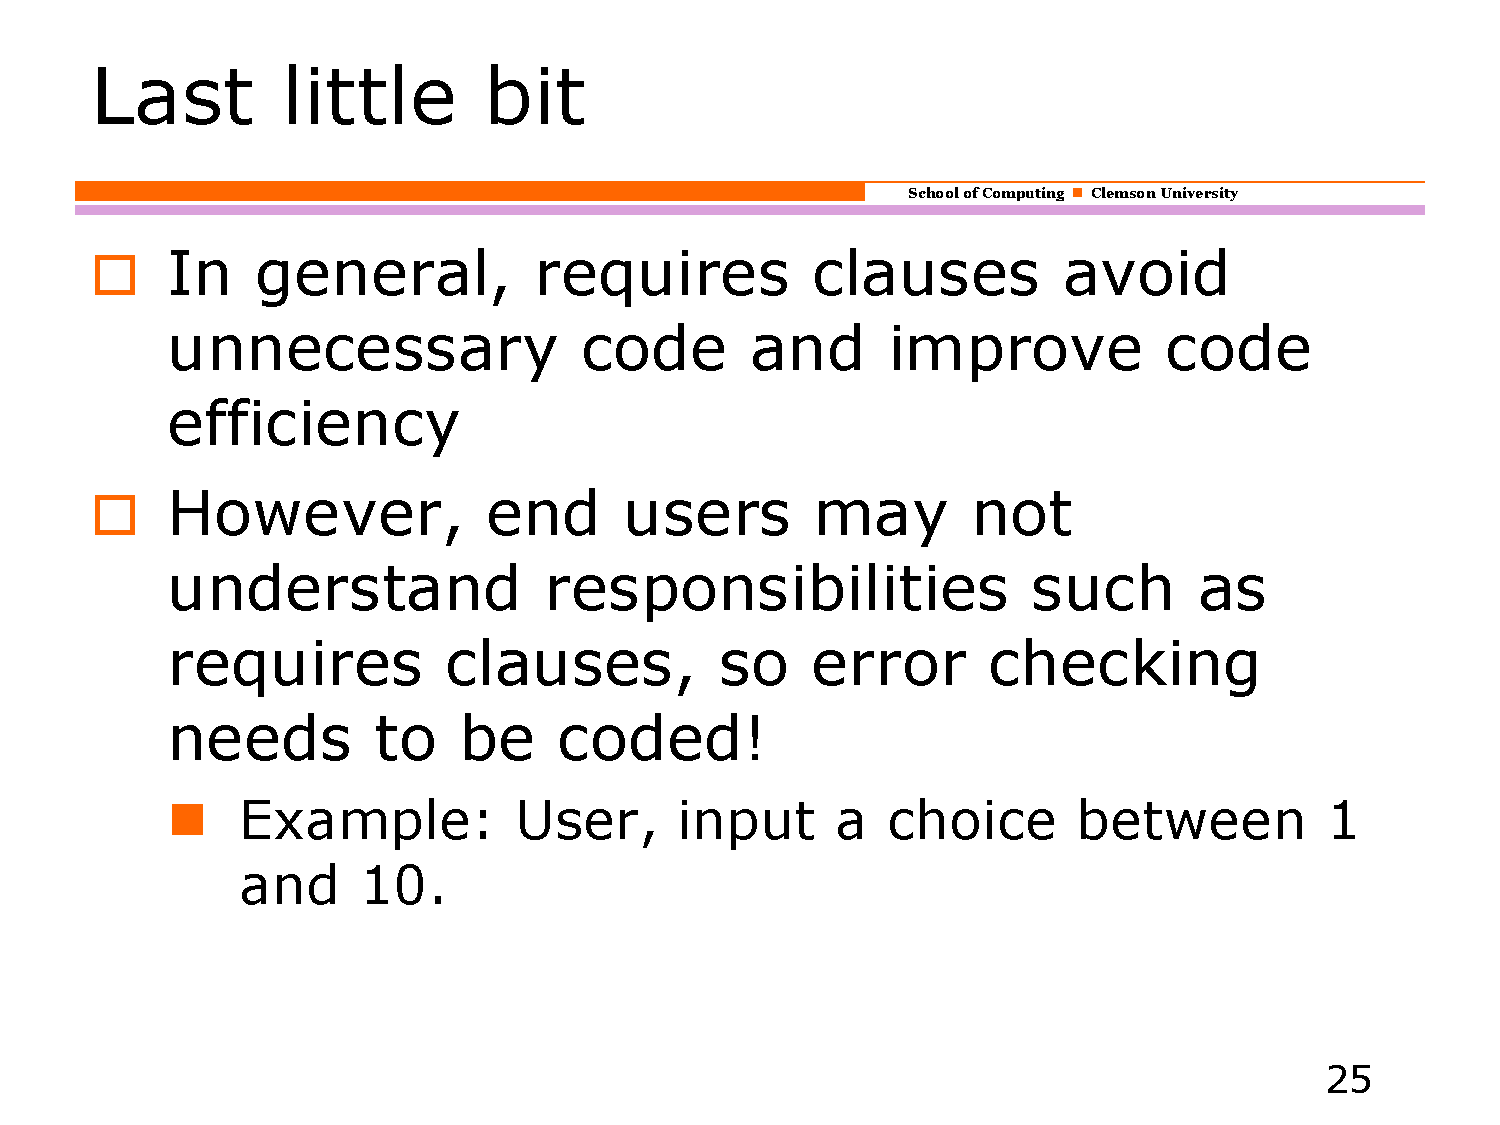 Last little bit
School of Computing ■ Clemson University
□ In general, requires clauses avoid
unnecessary code and improve code
efficiency
□ However, end users may not
understand responsibilities such as
requires clauses, so error checking
needs to be coded!
■ Example: User, input a choice between 1
and 10.
25